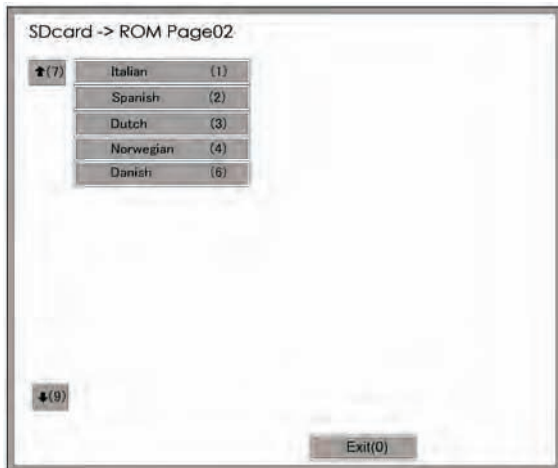 SDcard -> ROM Page02
⬆(7) Italian (1)
Spanish (2)
Dutch (3)
Norwegian (4)
Danish (6)
⬇(9)
Exit(0)